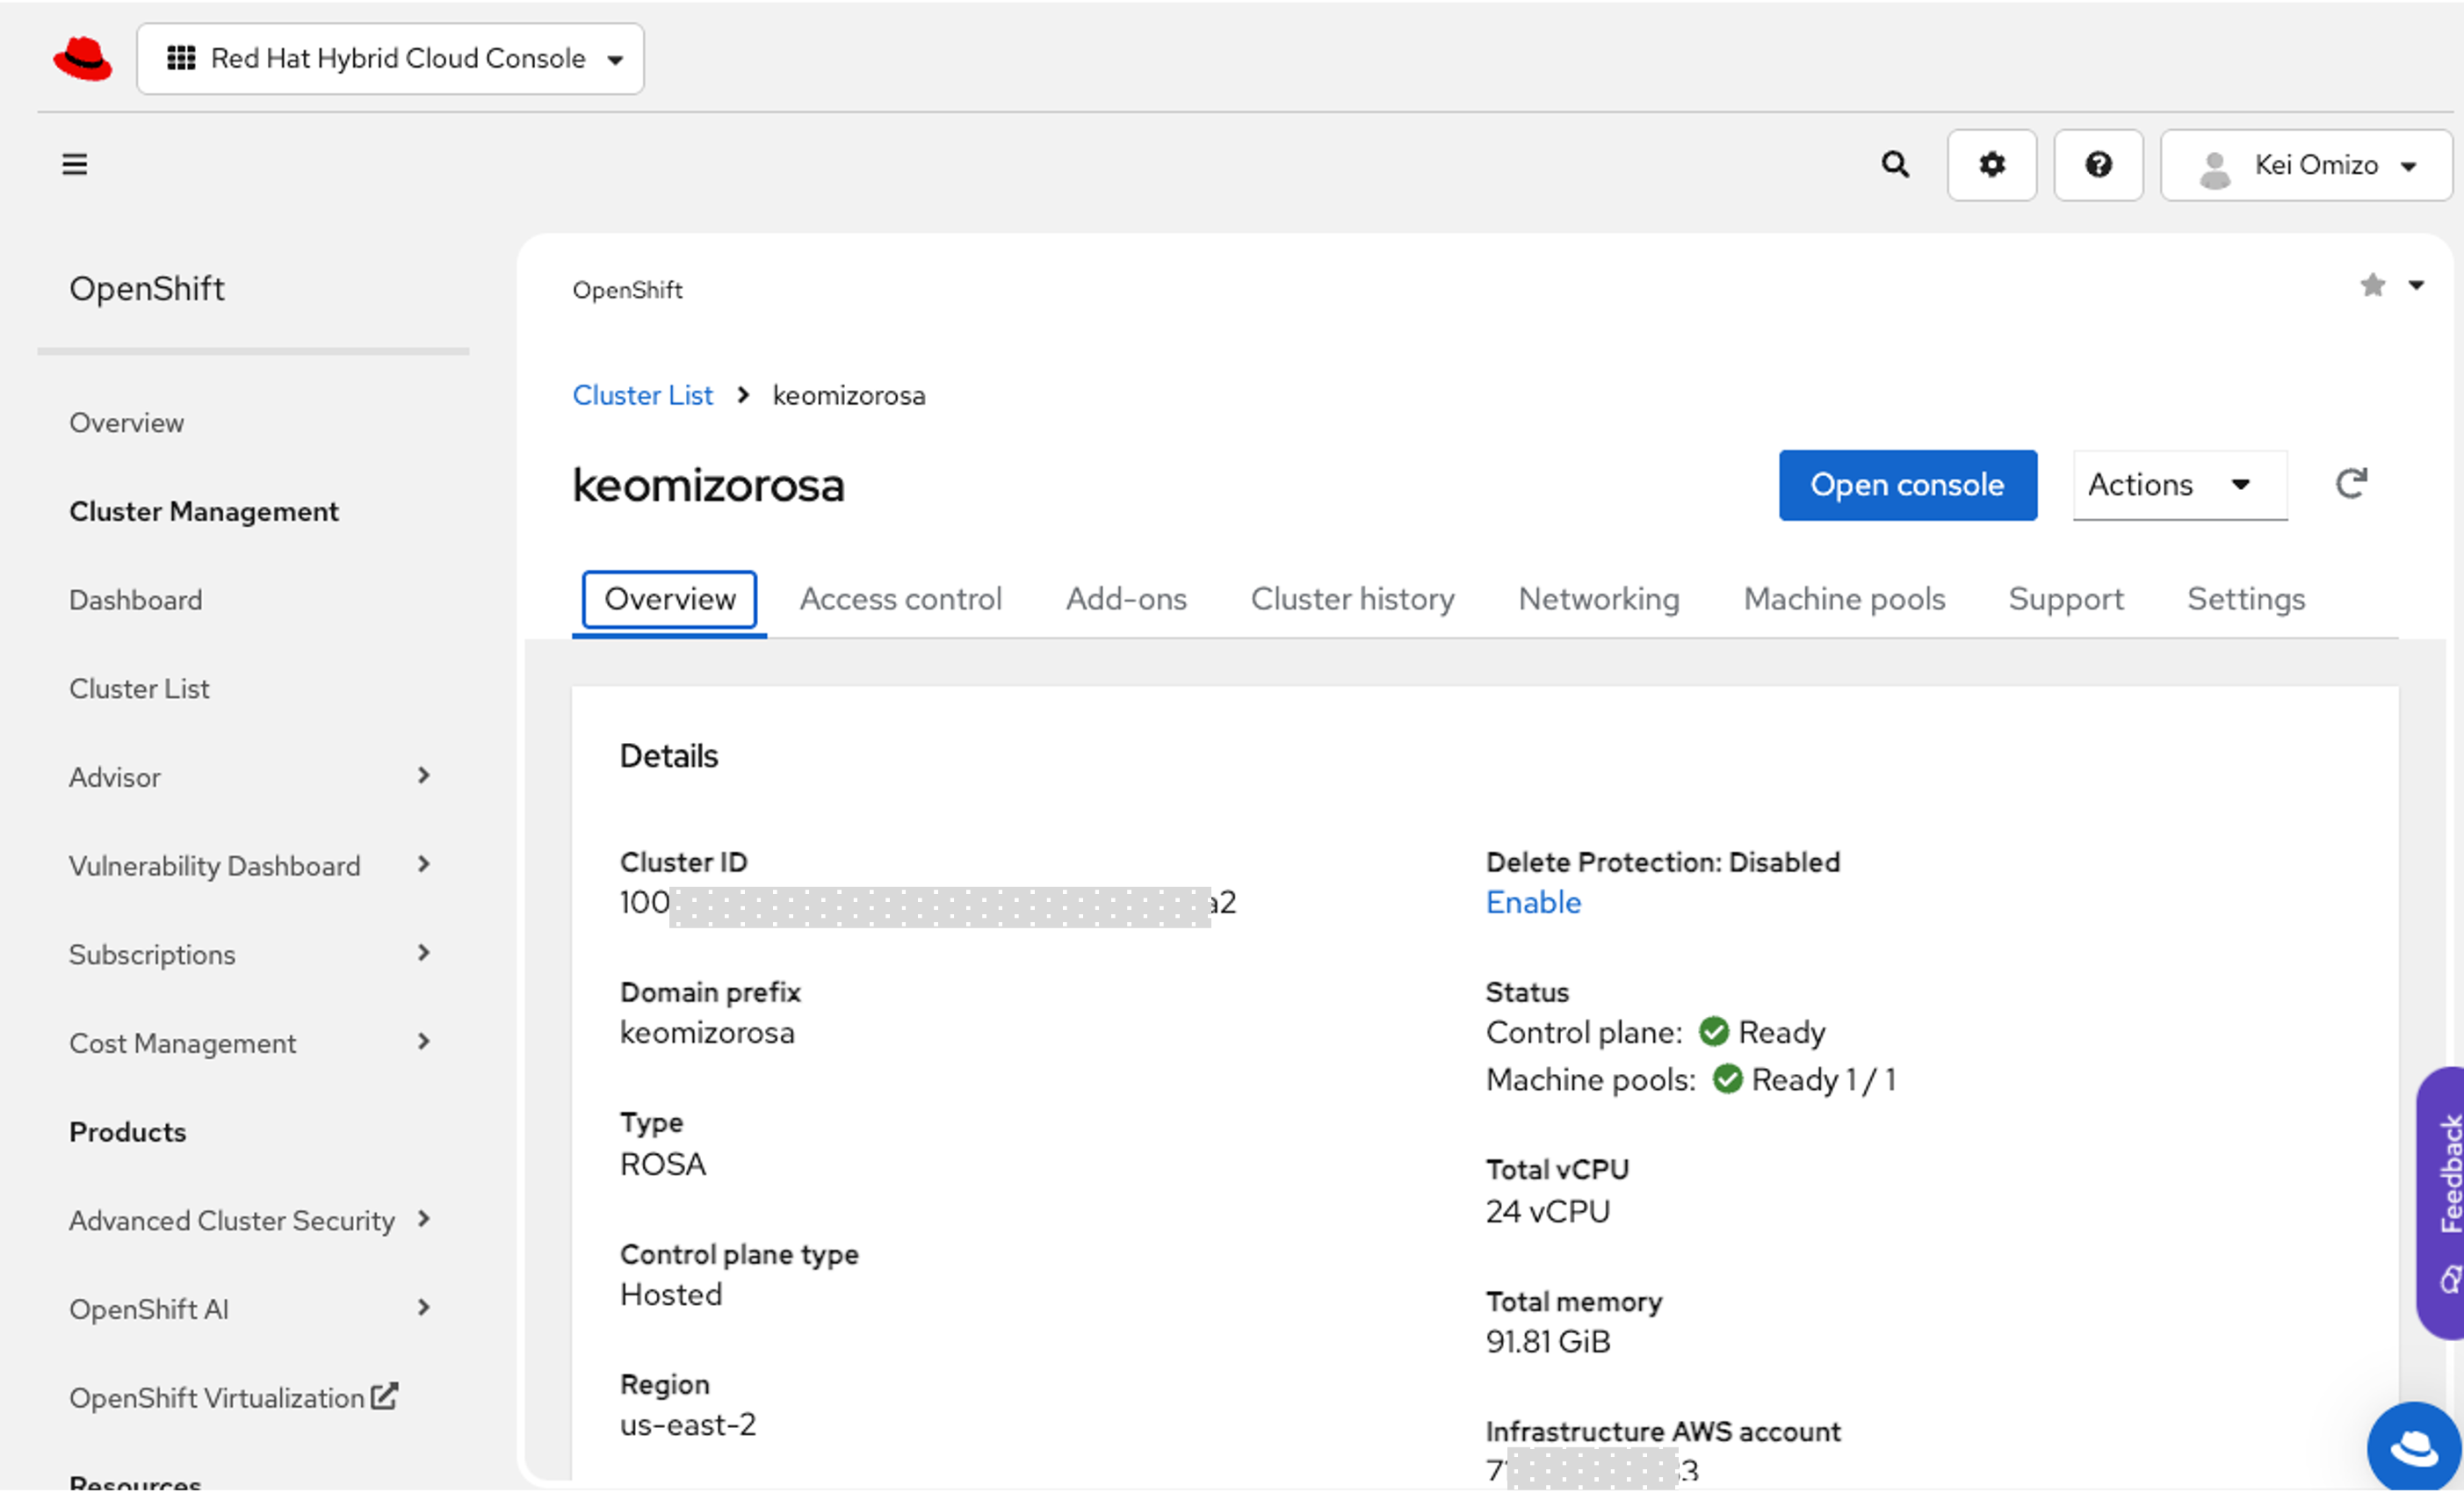 Red Hat Hybrid Cloud Console
Kei Omizo
OpenShift
Overview
Cluster Management
Dashboard
Cluster List
Advisor
Vulnerability Dashboard
Subscriptions
Cost Management
Products
Advanced Cluster Security
OpenShift AI
OpenShift Virtualization
Resources
OpenShift
Cluster List > keomizorosa
keomizorosa
Open console
Actions
Overview
Access control
Add-ons
Cluster history
Networking
Machine pools
Support
Settings
Details
Cluster ID
100 a2
Domain prefix
keomizorosa
Type
ROSA
Control plane type
Hosted
Region
us-east-2
Delete Protection: Disabled
Enable
Status
Control plane: Ready
Machine pools: Ready 1 / 1
Total vCPU
24 vCPU
Total memory
91.81 GiB
Infrastructure AWS account
7 3
Feedback